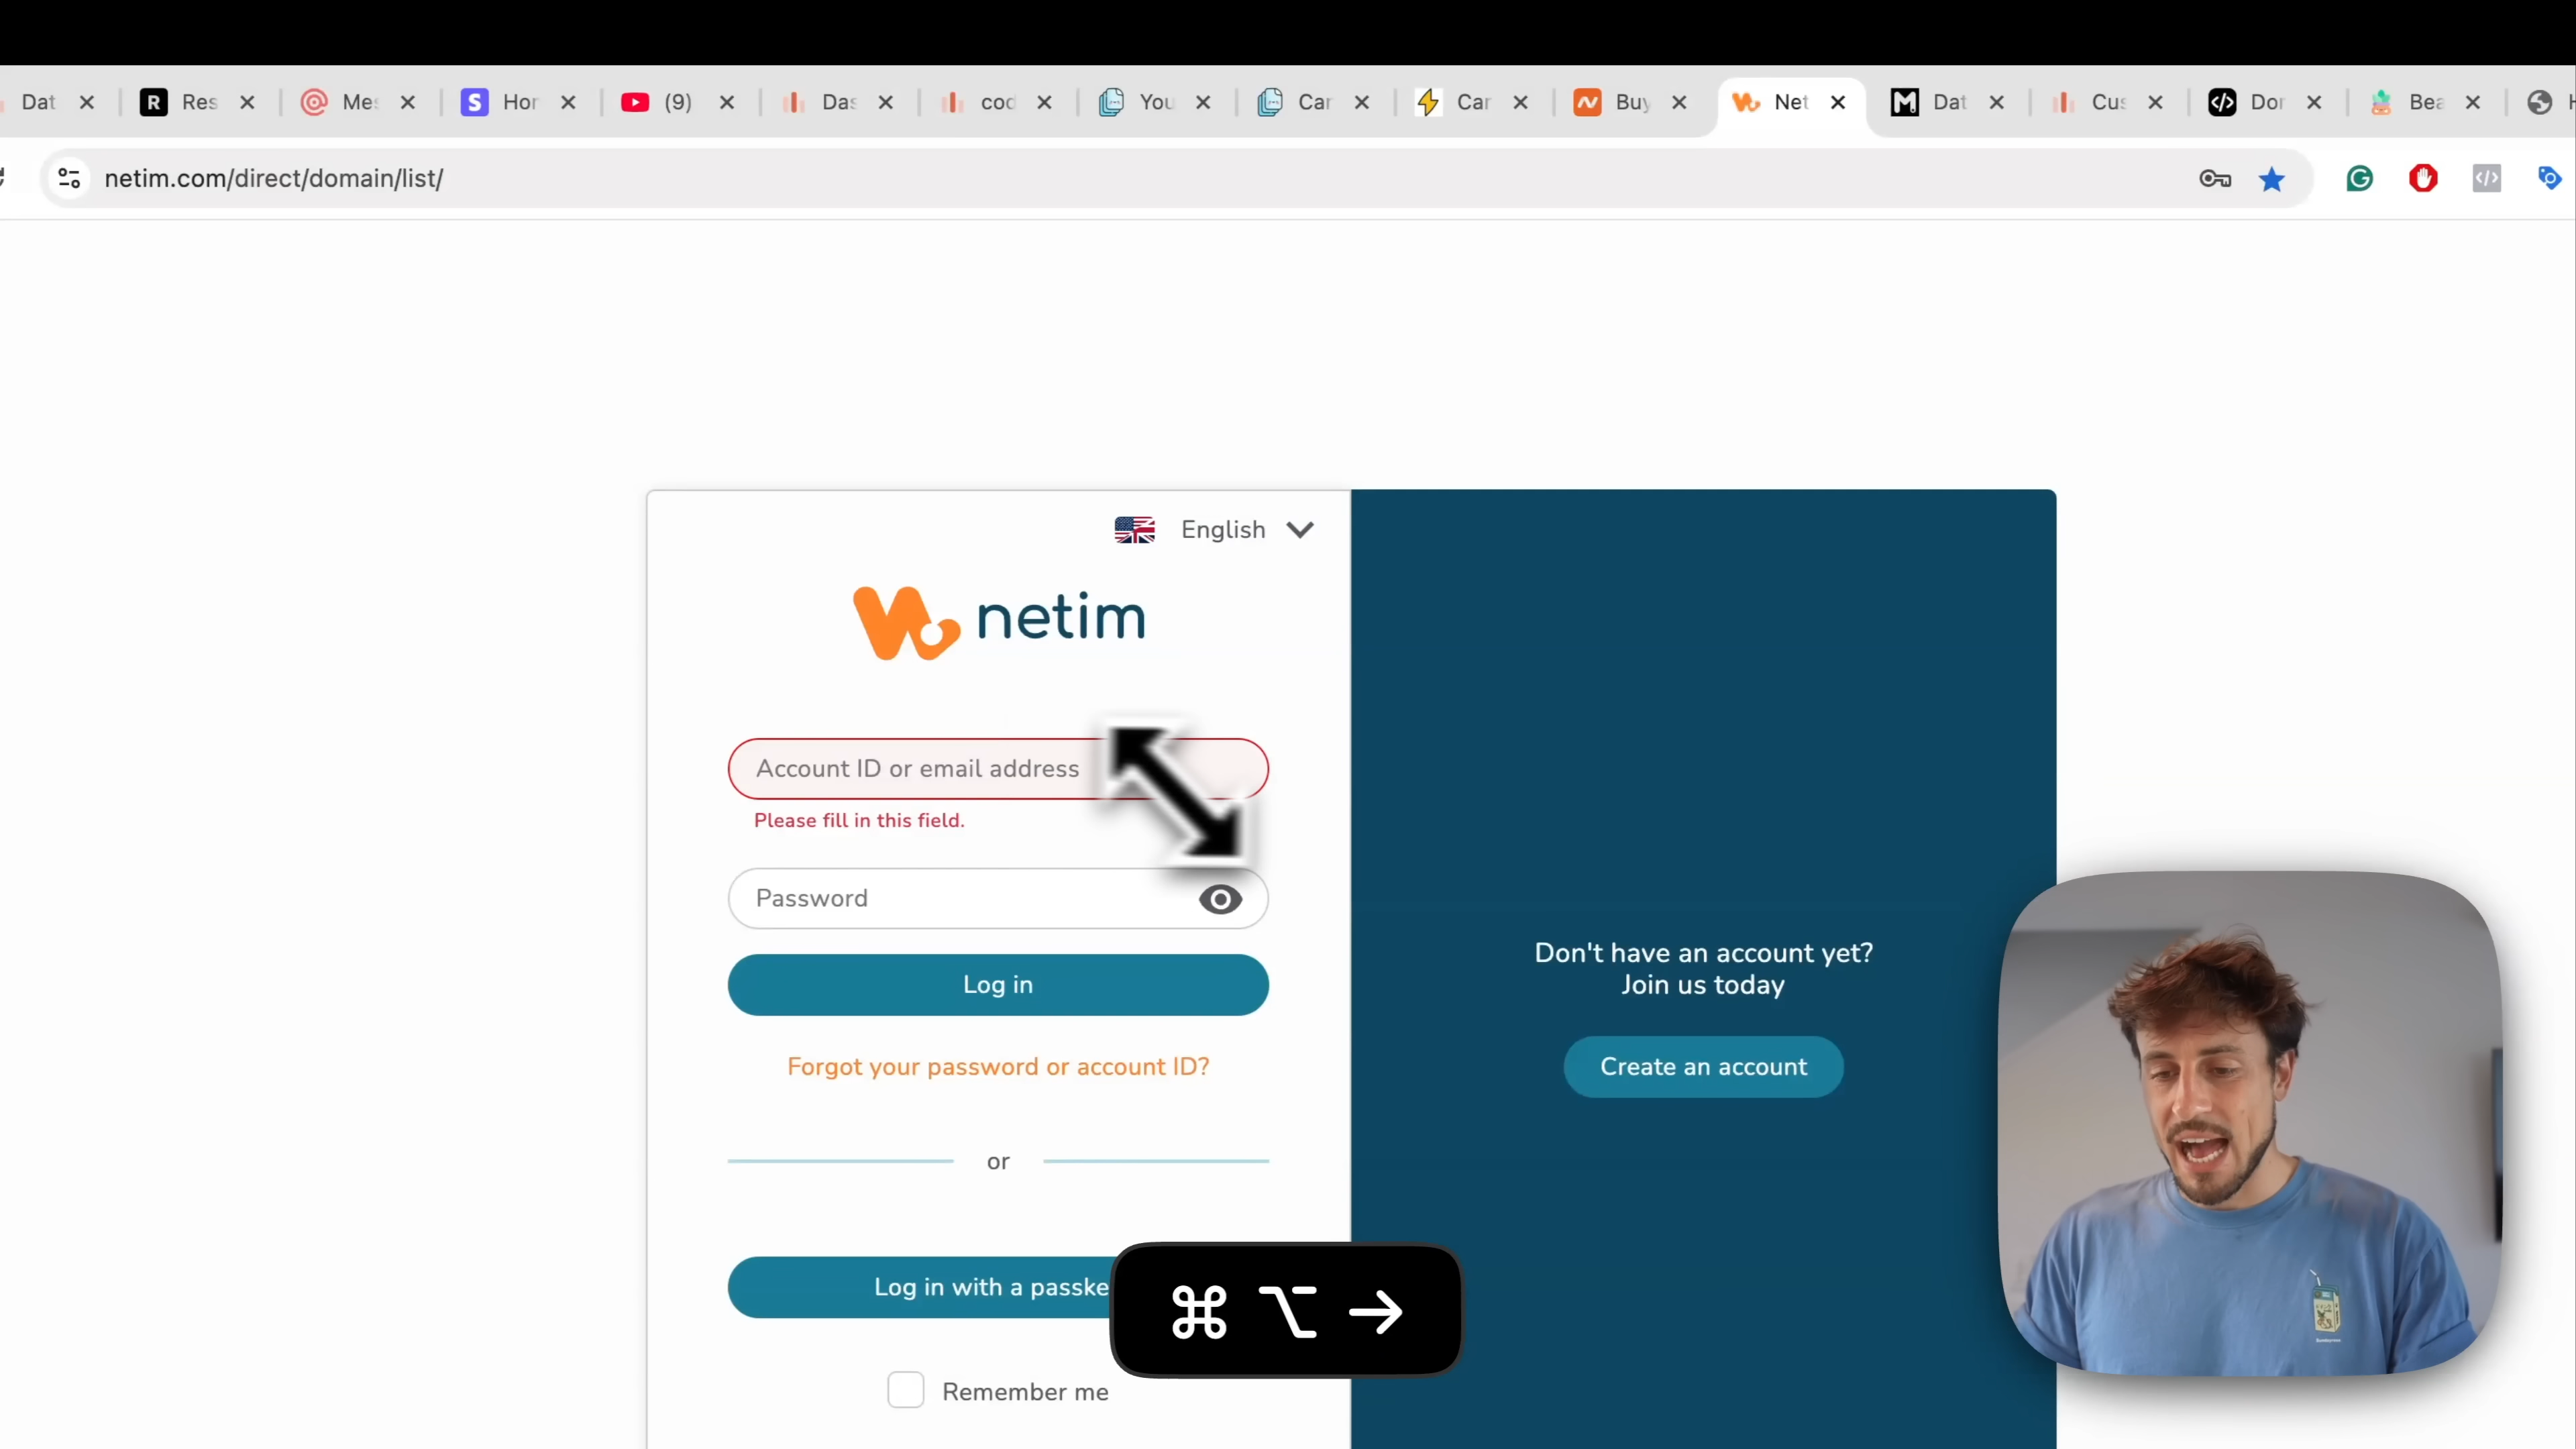 Dat
Res
Mes
Hor
(9)
Das
cod
You
Car
Car
Buy
Net
Dat
Cus
Dor
Bea
netim.com/direct/domain/list/
English
netim
Account ID or email address
Please fill in this field.
Password
Log in
Forgot your password or account ID?
or
Log in with a passke
⌘ ⌥ →
Remember me
Don't have an account yet?
Join us today
Create an account